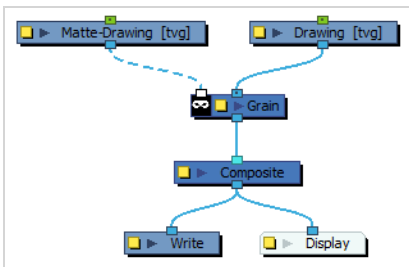 Matte-Drawing [tvg]
Drawing [tvg]
Grain
Composite
Write
Display